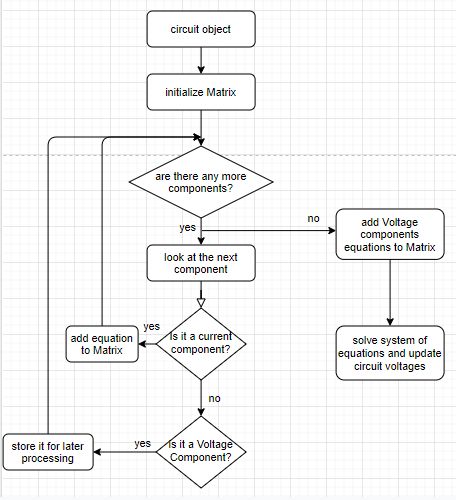 circuit object
initialize Matrix
are there any more
components?
yes
no
add Voltage
components
equations to Matrix
look at the next
component
Is it a current
component?
yes
add equation
to Matrix
solve system of
equations and update
circuit voltages
no
Is it a Voltage
Component?
yes
store it for later
processing